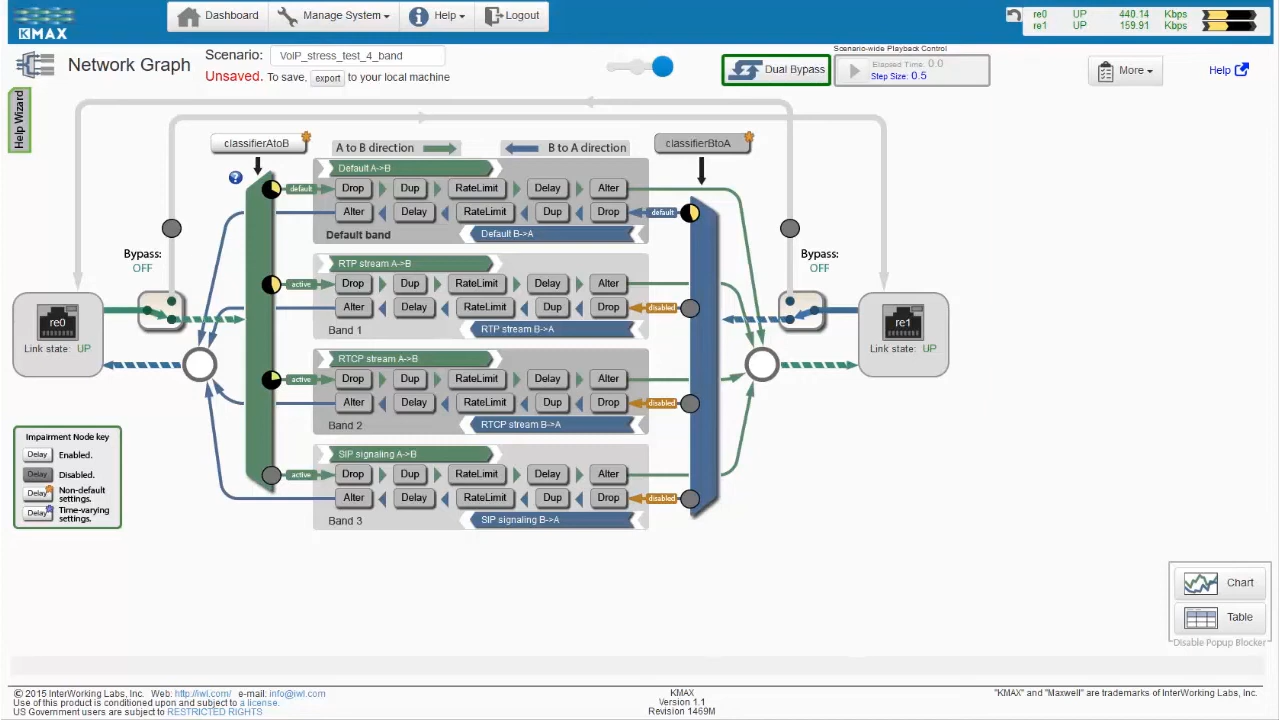 KMAX
Dashboard
Manage System
Help
Logout
re0 UP 440.14 Kbps
re1 UP 159.91 Kbps
Network Graph
Scenario: VoIP_stress_test_4_band
Unsaved. To save, export to your local machine
Dual Bypass
Scenario-wide Playback Control
Elapsed Time: 0.0
Step Size: 0.5
More
Help
Help Wizard
classifierAtoB
A to B direction
B to A direction
classifierBtoA
Default A->B
default Drop Dup RateLimit Delay Alter
Alter Delay RateLimit Dup Drop default
Default band
Default B->A
RTP stream A->B
active Drop Dup RateLimit Delay Alter
Alter Delay RateLimit Dup Drop disabled
Band 1
RTP stream B->A
RTCP stream A->B
active Drop Dup RateLimit Delay Alter
Alter Delay RateLimit Dup Drop disabled
Band 2
RTCP stream B->A
SIP signaling A->B
active Drop Dup RateLimit Delay Alter
Alter Delay RateLimit Dup Drop disabled
Band 3
SIP signaling B->A
Bypass:
OFF
re0
Link state: UP
Bypass:
OFF
re1
Link state: UP
Impairment Node key
Delay Enabled.
Delay Disabled.
Delay Non-default
settings.
Delay Time-varying
settings.
Chart
Table
Disable Popup Blocker
© 2015 InterWorking Labs, Inc. Web: http://iwl.com/ e-mail: info@iwl.com
Use of this product is conditioned upon and subject to a license.
US Government users are subject to RESTRICTED RIGHTS
KMAX
Version 1.1
Revision 1469M
"KMAX" and "Maxwell" are trademarks of InterWorking Labs, Inc.